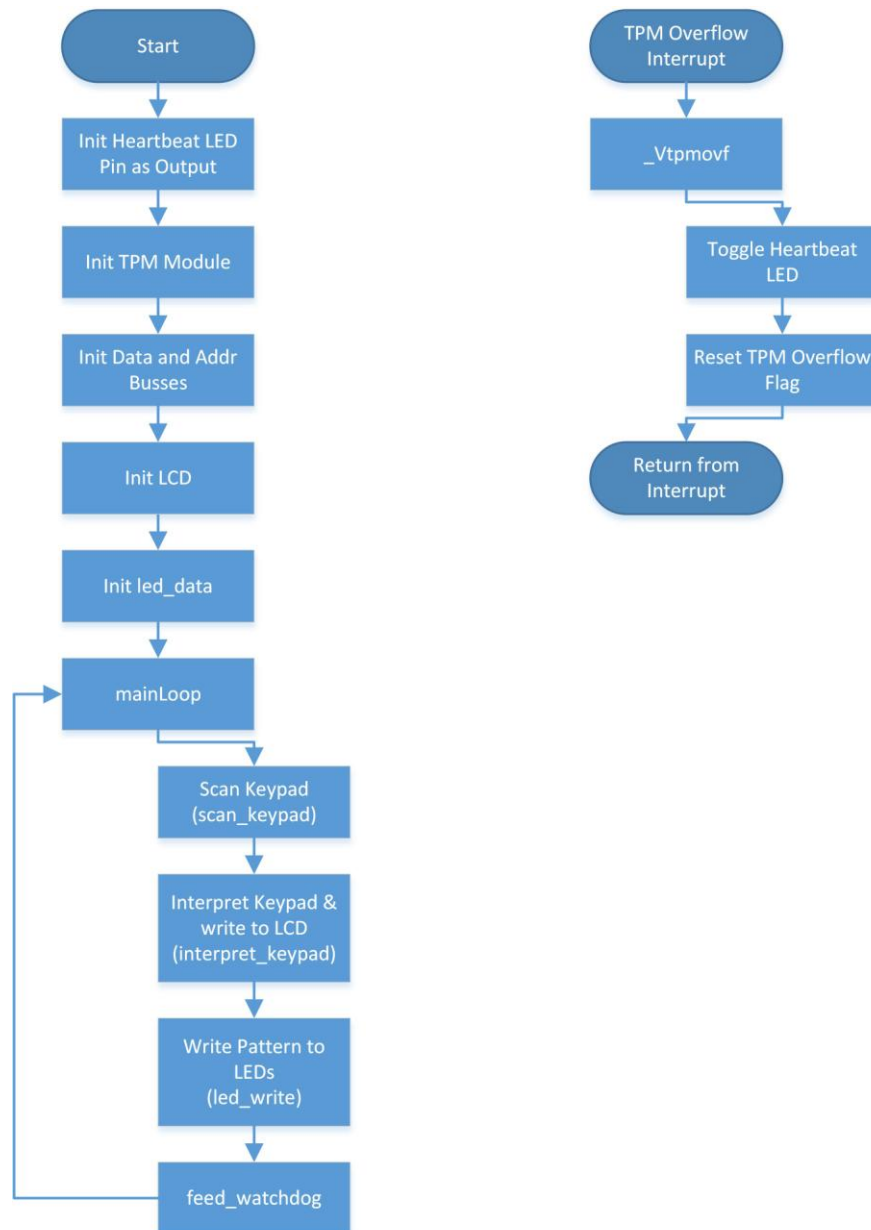 Start
Init Heartbeat LED
Pin as Output
Init TPM Module
Init Data and Addr
Busses
Init LCD
Init led_data
mainLoop
Scan Keypad
(scan_keypad)
Interpret Keypad &
write to LCD
(interpret_keypad)
Write Pattern to
LEDs
(led_write)
feed_watchdog
TPM Overflow
Interrupt
_Vtpmovf
Toggle Heartbeat
LED
Reset TPM Overflow
Flag
Return from
Interrupt